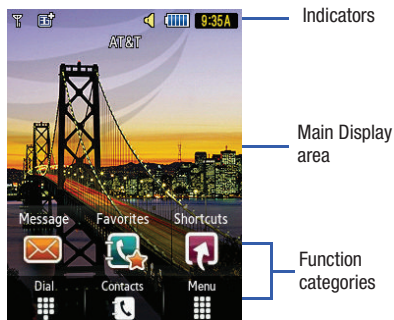 9:35A
Indicators
AT&T
Main Display
area
Message Favorites Shortcuts
Function
categories
Dial Contacts Menu